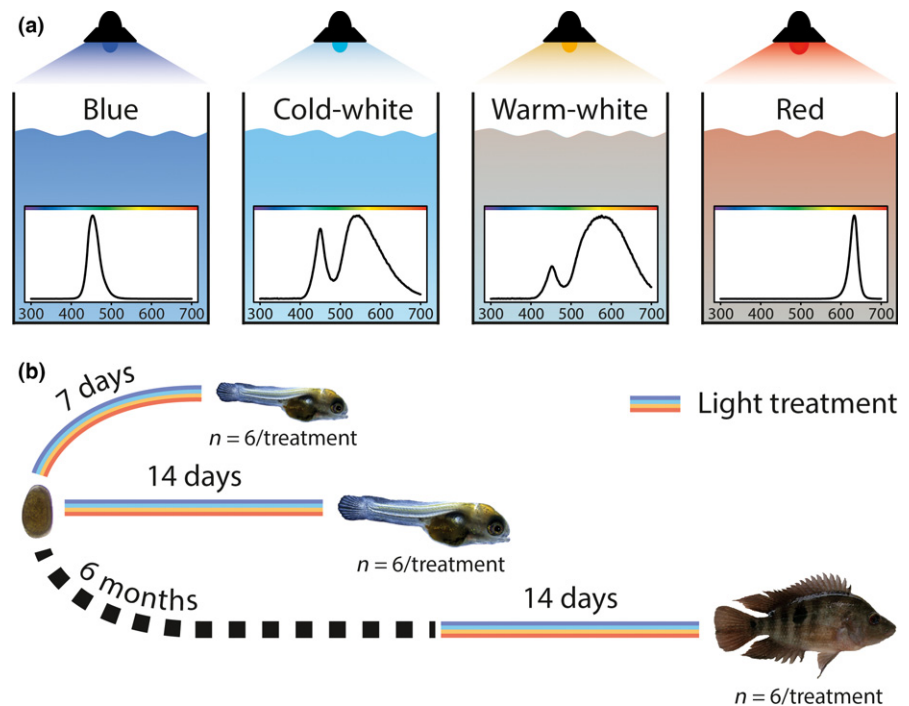 (a)
Blue
Cold-white
Warm-white
Red
300 400 500 600 700
300 400 500 600 700
300 400 500 600 700
300 400 500 600 700
(b)
7 days
n = 6/treatment
Light treatment
14 days
n = 6/treatment
6 months
14 days
n = 6/treatment